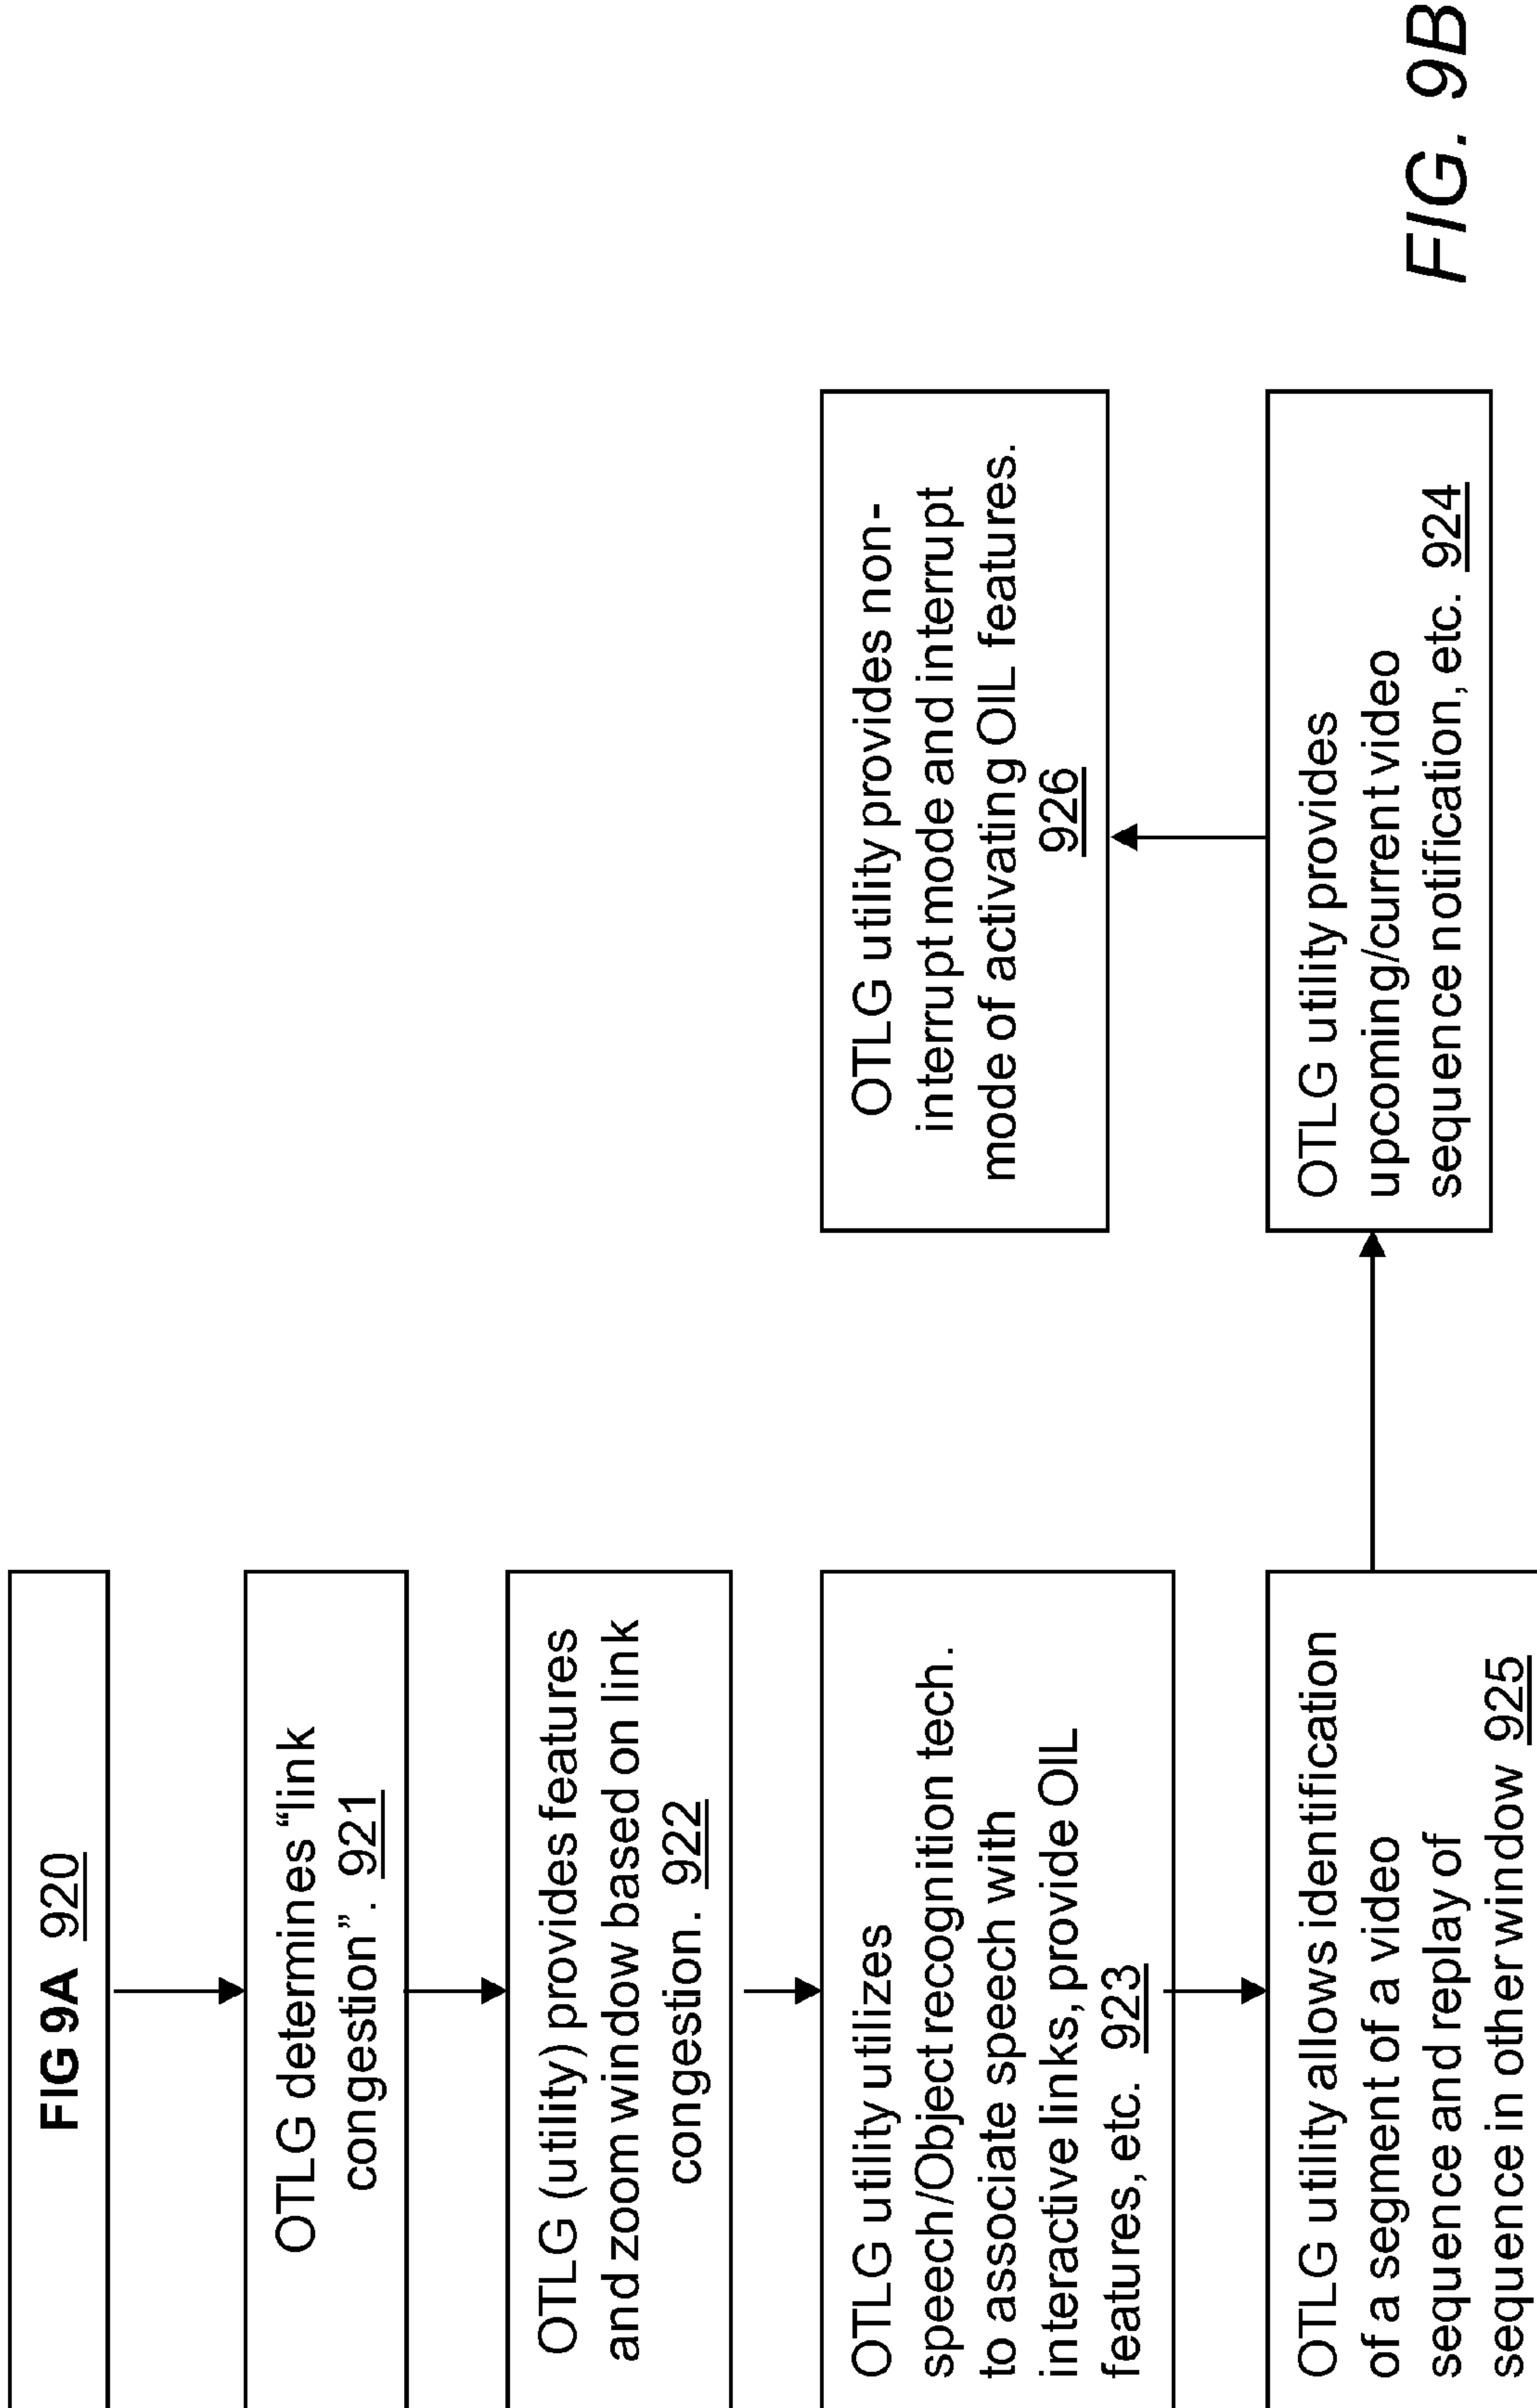 FIG 9A 920
OTLG determines “link
congestion”. 921
OTLG (utility) provides features
and zoom window based on link
congestion. 922
OTLG utility utilizes
speech/Object recognition tech.
to associate speech with
interactive links, provide OIL
features, etc. 923
OTLG utility allows identification
of a segment of a video
sequence and replay of
sequence in other window 925
OTLG utility provides
upcoming/current video
sequence notification, etc. 924
OTLG utility provides non-
interrupt mode and interrupt
mode of activating OIL features.
926
FIG. 9B